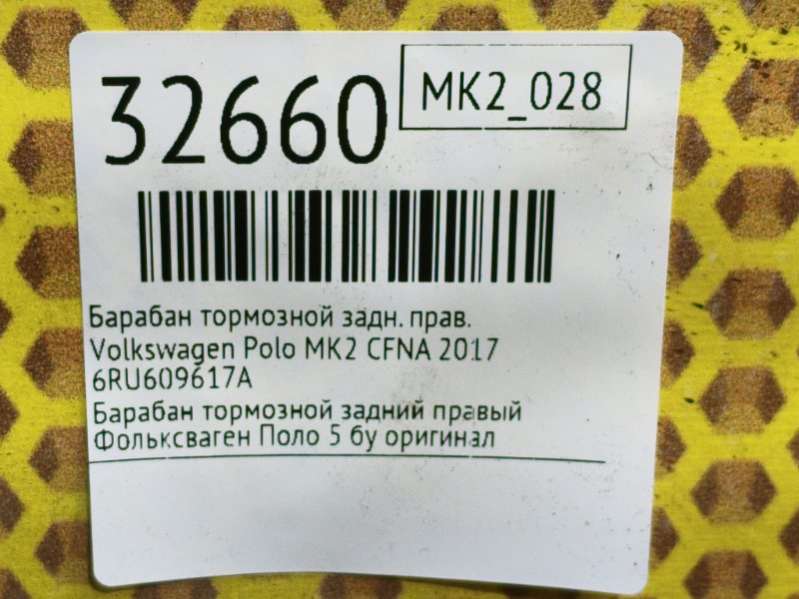 32660
MK2_028
Барабан тормозной задн. прав.
Volkswagen Polo MK2 CFNA 2017
6RU609617A
Барабан тормозной задний правый
Фольксваген Поло 5 бу оригинал